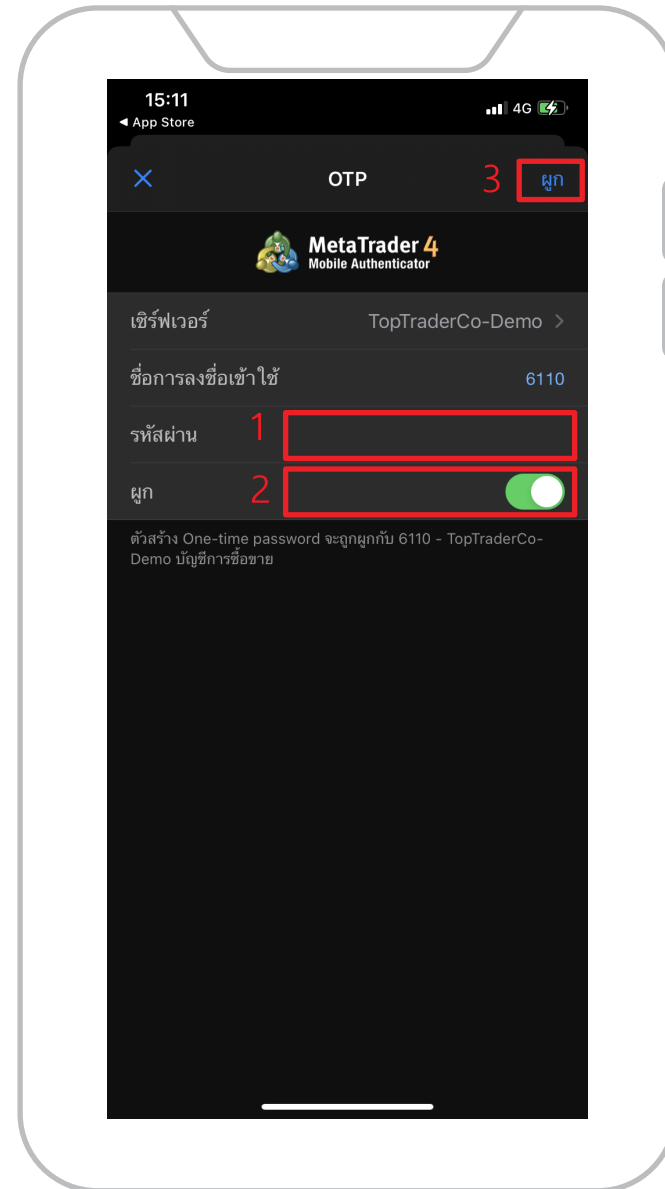 15:11
4G
◄ App Store
OTP
3
ผูก
MetaTrader 4
Mobile Authenticator
เซิร์ฟเวอร์
TopTraderCo-Demo >
ชื่อการลงชื่อเข้าใช้
6110
รหัสผ่าน
1
ผูก
2
ตัวสร้าง One-time password จะถูกผูกกับ 6110 - TopTraderCo-
Demo บัญชีการซื้อขาย